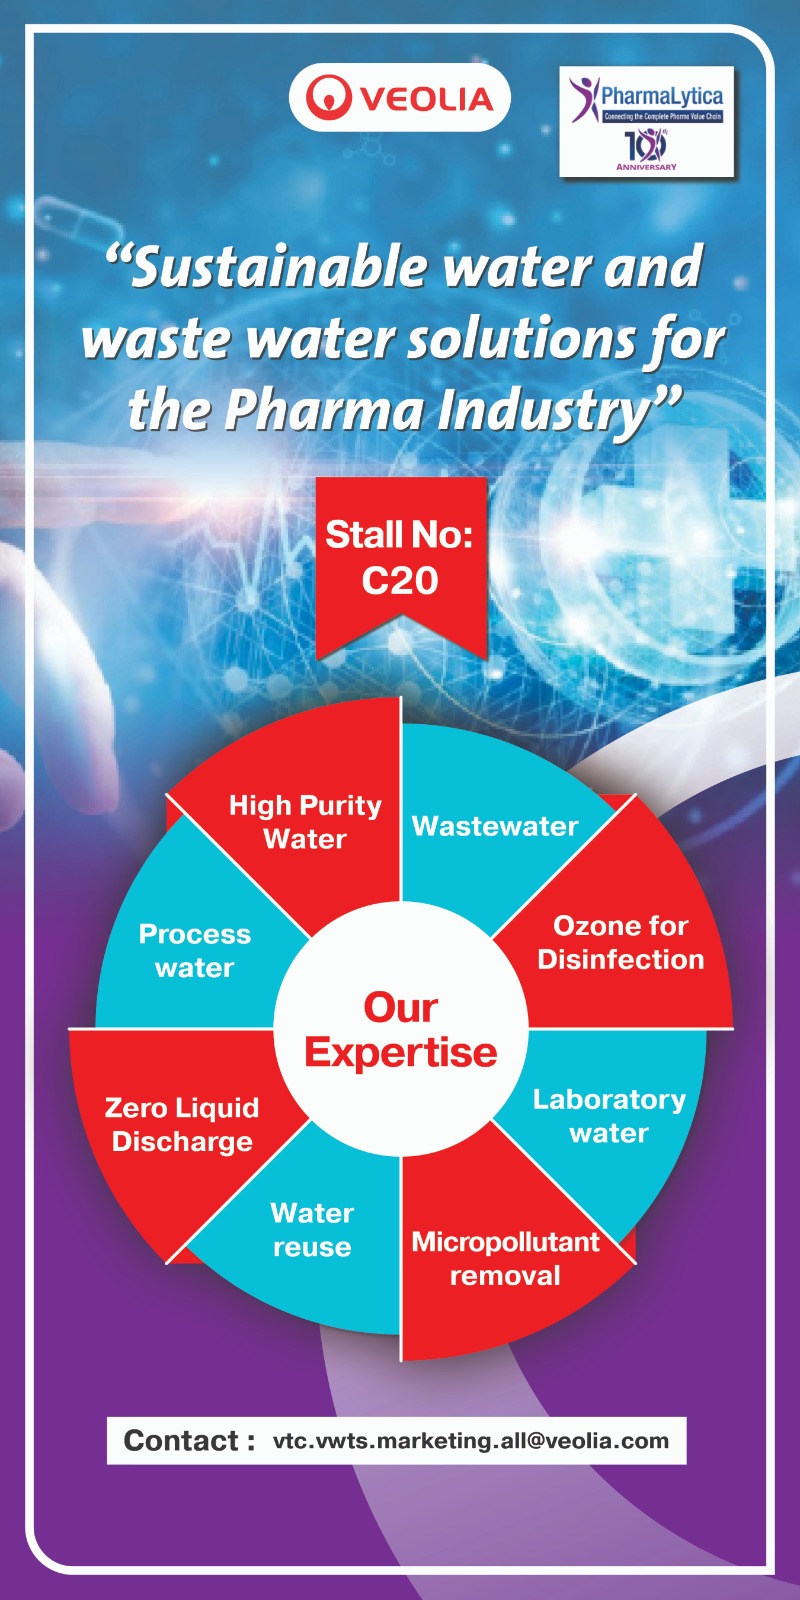 VEOLIA
PharmaLytica
Connecting the Complete Pharma Value Chain
10th
ANNIVERSARY
“Sustainable water and
waste water solutions for
the Pharma Industry”
Stall No:
C20
High Purity
Water
Wastewater
Ozone for
Disinfection
Process
water
Our
Expertise
Laboratory
water
Zero Liquid
Discharge
Water
reuse
Micropollutant
removal
Contact : vtc.vwts.marketing.all@veolia.com